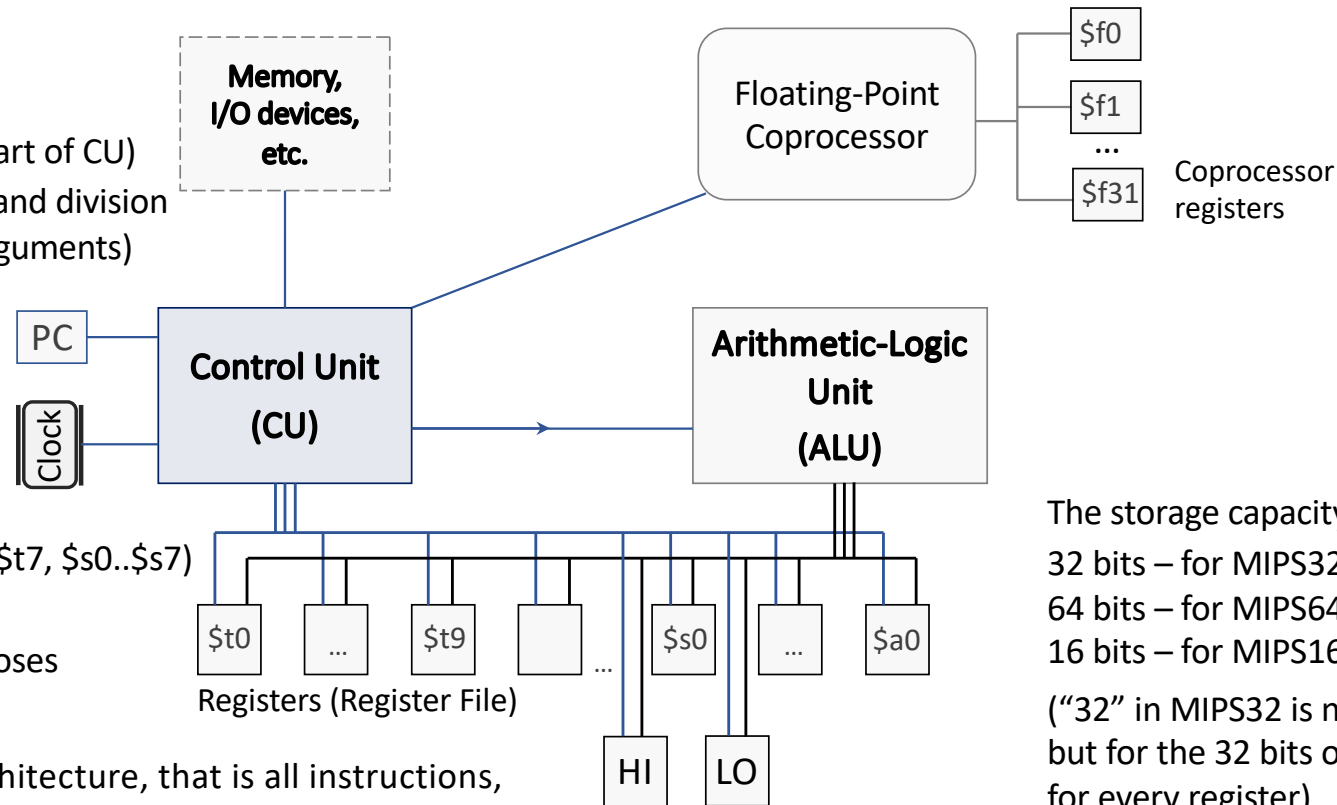 Memory,
I/O devices,
etc.
Floating-Point
Coprocessor
$f0
$f1
...
$f31
Coprocessor
registers
art of CU)
and division
guments)
PC
Clock
Control Unit
(CU)
Arithmetic-Logic
Unit
(ALU)
$t7, $s0..$s7)
oses
$t0
...
$t9
...
$s0
...
$a0
Registers (Register File)
HI
LO
hitecture, that is all instructions,
The storage capacity
32 bits – for MIPS32
64 bits – for MIPS64
16 bits – for MIPS16
(“32” in MIPS32 is n
but for the 32 bits o
for every register)